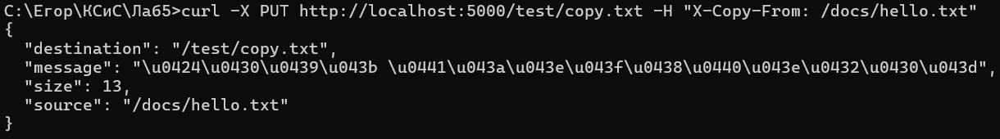 C:\Егор\КСиС\Лаб5>curl -X PUT http://localhost:5000/test/copy.txt -H "X-Copy-From: /docs/hello.txt"
{
  "destination": "/test/copy.txt",
  "message": "\u0424\u0430\u0439\u043b \u0441\u043a\u043e\u043f\u0438\u0440\u043e\u0432\u0430\u043d",
  "size": 13,
  "source": "/docs/hello.txt"
}